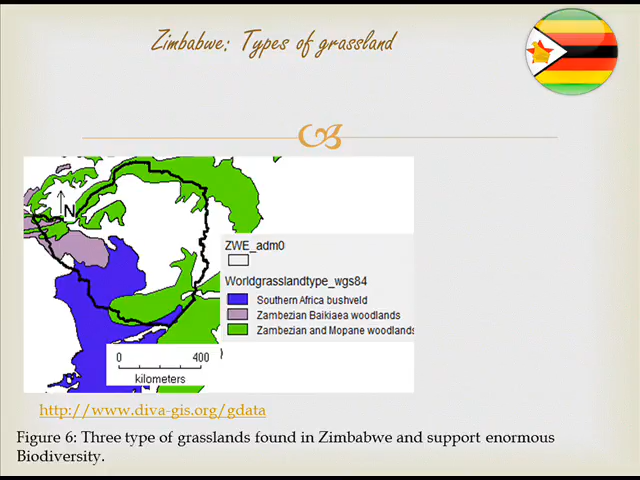 Zimbabwe: Types of grassland
N
ZWE_adm0
Worldgrasslandtype_wgs84
Southern Africa bushveld
Zambezian Baikiaea woodlands
Zambezian and Mopane woodlands
0 400
kilometers
http://www.diva-gis.org/gdata
Figure 6: Three type of grasslands found in Zimbabwe and support enormous
Biodiversity.